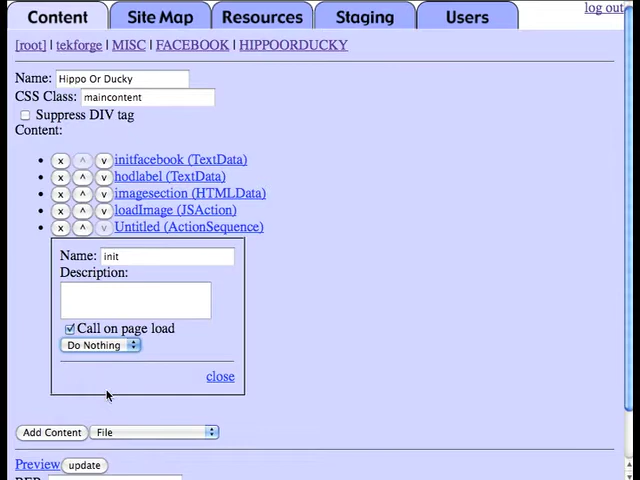 Content Site Map Resources Staging Users log out
[root] | tekforge | MISC | FACEBOOK | HIPPOORDUCKY
Name: Hippo Or Ducky
CSS Class: maincontent
Suppress DIV tag
Content:
x ^ v initfacebook (TextData)
x ^ v hodlabel (TextData)
x ^ v imagesection (HTMLData)
x ^ v loadImage (JSAction)
x ^ v Untitled (ActionSequence)
Name: init
Description:
Call on page load
Do Nothing
close
Add Content File
Preview update